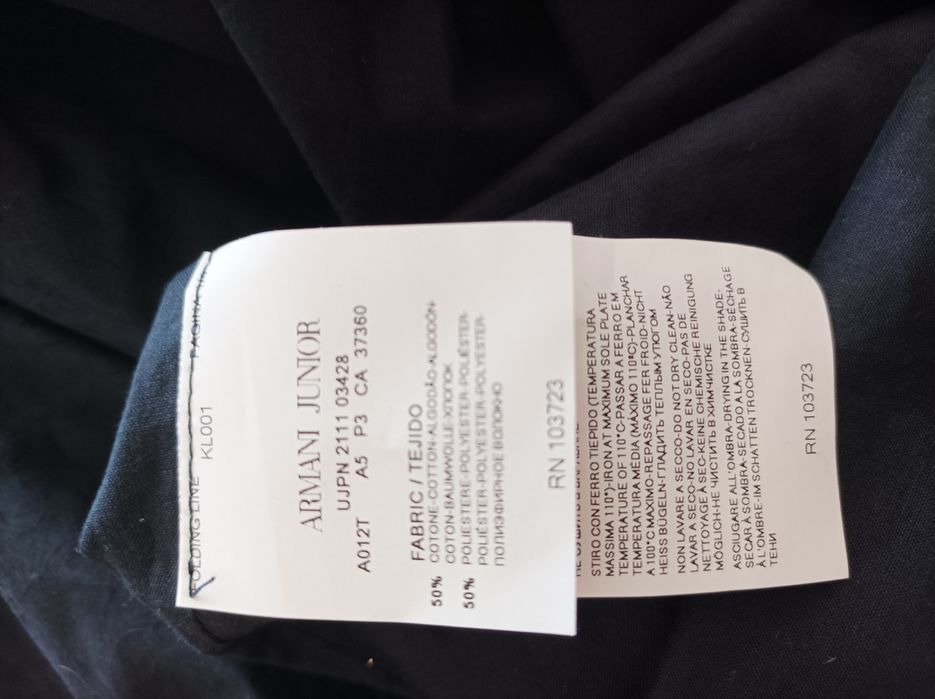 FOLDING LINE
PAGINA
KL001
ARMANI JUNIOR
UJPN 2111 03428
A012T A5 P3 CA 37360
FABRIC / TEJIDO
50% COTONE-COTTON-ALGODÃO-ALGODÓN-
COTON-BAUMWOLLE-ХЛОПОК
50% POLIESTERE-POLYESTER-POLIÉSTER-
POLIÉSTER-POLYESTER-POLYESTER-
ПОЛИЭФИРНОЕ ВОЛОКНО
RN 103723
STIRO CON FERRO TIEPIDO (TEMPERATURA
MASSIMA 110°)-IRON AT MAXIMUM SOLE PLATE
TEMPERATURE OF 110°C-PASSAR A FERRO EM
TEMPERATURA MÉDIA (MÁXIMO 110ºC)-PLANCHAR
A 100°C MAXIMO-REPASSAGE FER FROID-NICHT
HEISS BÜGELN-ГЛАДИТЬ ТЕПЛЫМ УТЮГОМ
NON LAVARE A SECCO-DO NOT DRY CLEAN-NÃO
LAVAR A SECO-NO LAVAR EN SECO-PAS DE
NETTOYAGE À SEC-KEINE CHEMISCHE REINIGUNG
MÖGLICH-НЕ ЧИСТИТЬ В ХИМЧИСТКЕ
ASCIUGARE ALL'OMBRA-DRYING IN THE SHADE-
SECAR À SOMBRA-SECADO A LA SOMBRA-SÉCHAGE
À L'OMBRE-IM SCHATTEN TROCKNEN-СУШИТЬ В
ТЕНИ
RN 103723